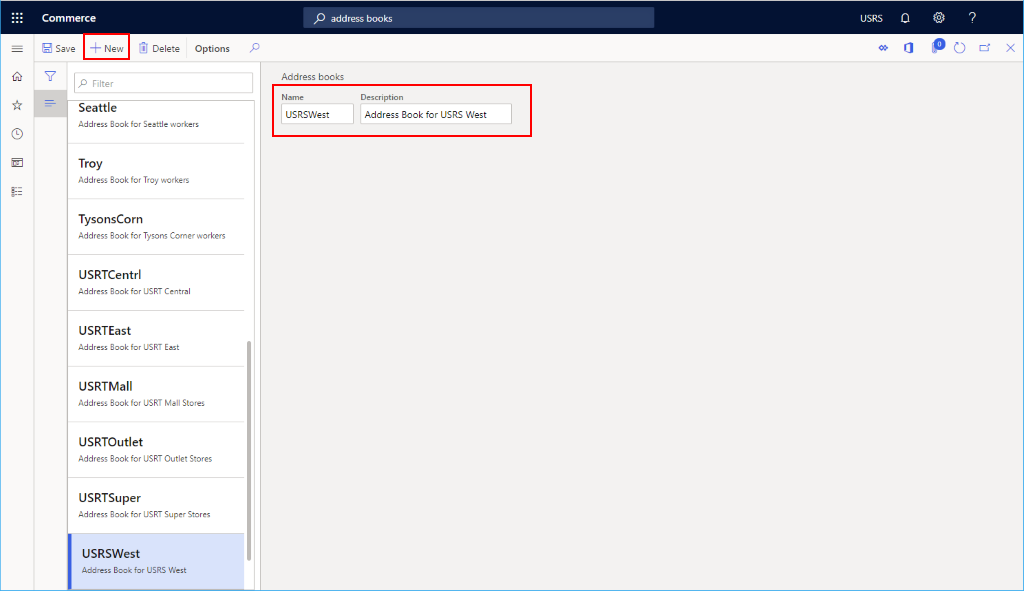 Commerce
address books
USRS
?
Save
New
Delete
Options
0
Filter
Seattle
Address Book for Seattle workers
Troy
Address Book for Troy workers
TysonsCorn
Address Book for Tysons Corner workers
USRTCentrl
Address Book for USRT Central
USRTEast
Address Book for USRT East
USRTMall
Address Book for USRT Mall Stores
USRTOutlet
Address Book for USRT Outlet Stores
USRTSuper
Address Book for USRT Super Stores
USRSWest
Address Book for USRS West
Address books
Name Description
USRSWest Address Book for USRS West